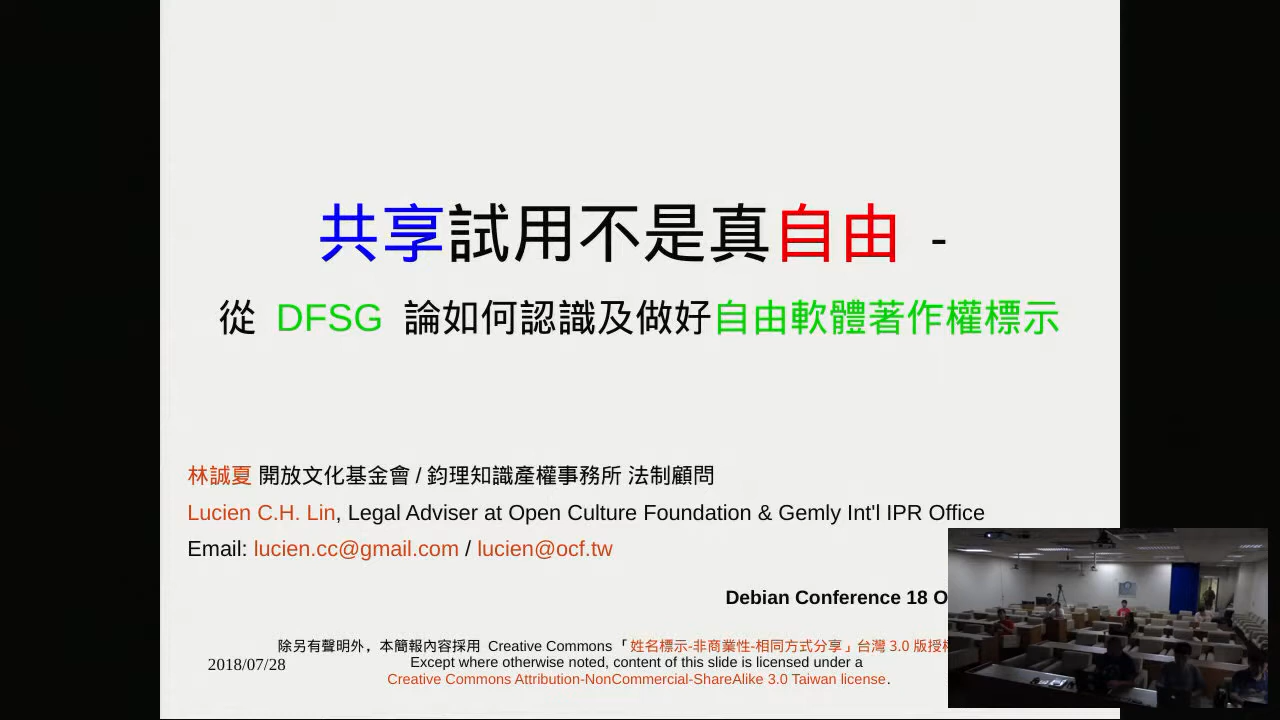 共享試用不是真自由 -
從 DFSG 論如何認識及做好自由軟體著作權標示
林誠夏 開放文化基金會 / 鈞理知識產權事務所 法制顧問
Lucien C.H. Lin, Legal Adviser at Open Culture Foundation & Gemly Int'l IPR Office
Email: lucien.cc@gmail.com / lucien@ocf.tw
Debian Conference 18 O
除另有聲明外，本簡報內容採用 Creative Commons「姓名標示-非商業性-相同方式分享」台灣 3.0 版授權
Except where otherwise noted, content of this slide is licensed under a
2018/07/28
Creative Commons Attribution-NonCommercial-ShareAlike 3.0 Taiwan license.